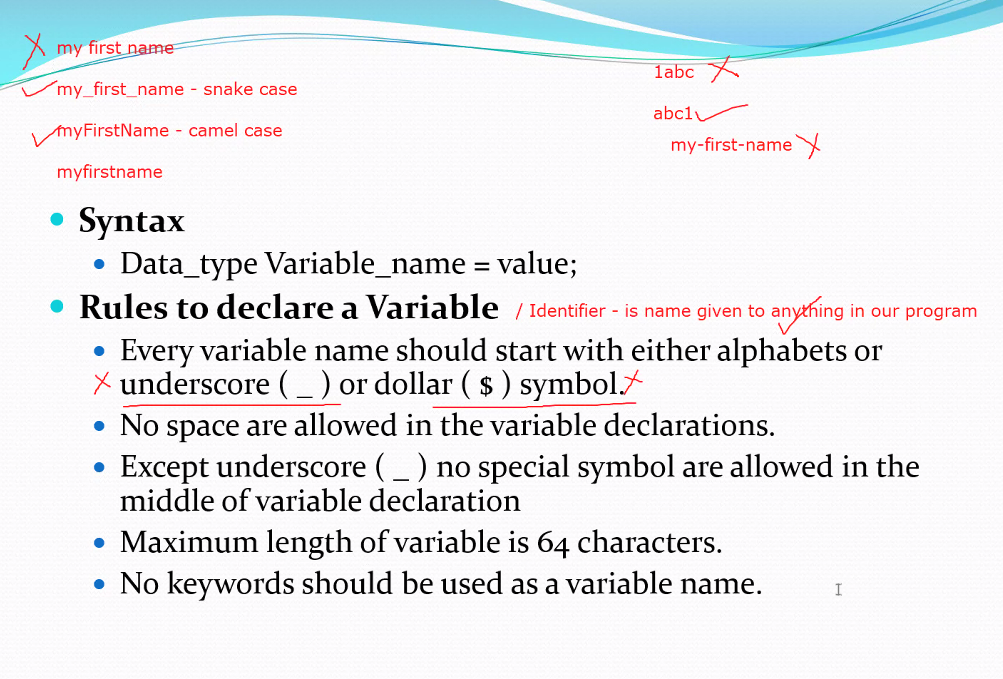 my first name
my_first_name - snake case
myFirstName - camel case
myfirstname
1abc
abc1
my-first-name
Syntax
Data_type Variable_name = value;
Rules to declare a Variable / Identifier - is name given to anything in our program
Every variable name should start with either alphabets or
underscore ( _ ) or dollar ( $ ) symbol.
No space are allowed in the variable declarations.
Except underscore ( _ ) no special symbol are allowed in the
middle of variable declaration
Maximum length of variable is 64 characters.
No keywords should be used as a variable name.